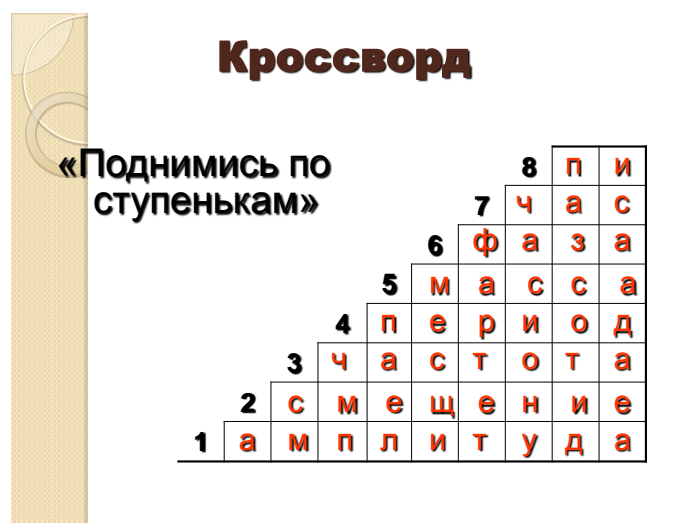 Кроссворд
«Поднимись по
ступенькам»
8 п и
7 ч а с
6 ф а з а
5 м а с с а
4 п е р и о д
3 ч а с т о т а
2 с м е щ е н и е
1 а м п л и т у д а